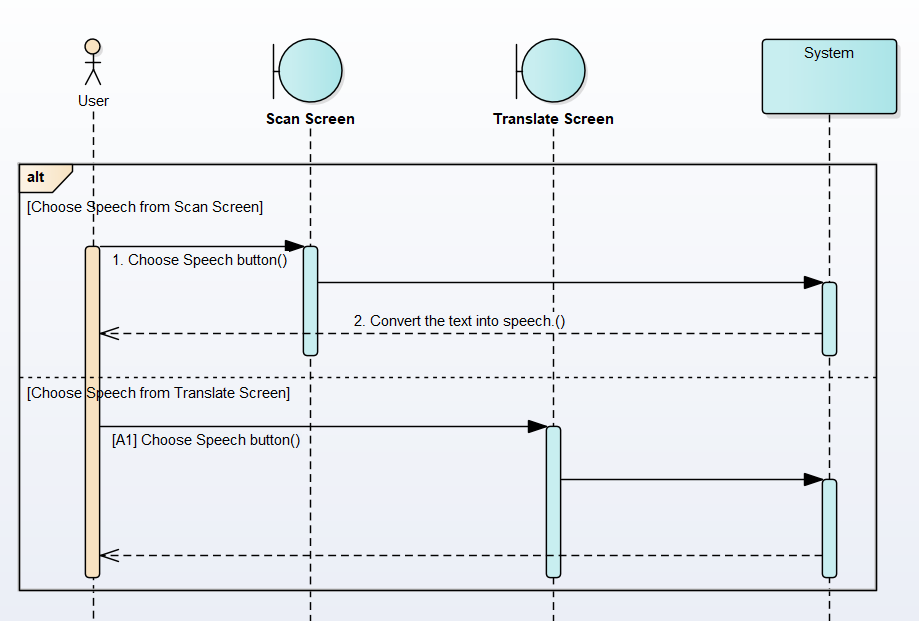 User
Scan Screen
Translate Screen
System
alt
[Choose Speech from Scan Screen]
1. Choose Speech button()
2. Convert the text into speech.()
[Choose Speech from Translate Screen]
[A1] Choose Speech button()